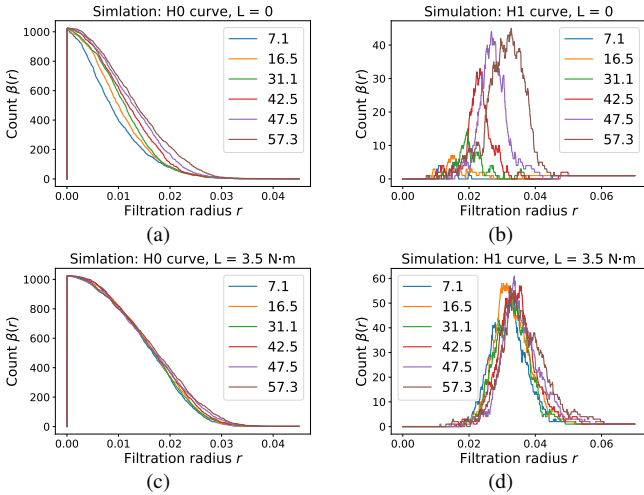 Simlation: H0 curve, L = 0
Count β(r)
1000
800
600
400
200
0
7.1
16.5
31.1
42.5
47.5
57.3
0.00 0.01 0.02 0.03 0.04
Filtration radius r
(a)
Simulation: H1 curve, L = 0
Count β(r)
40
30
20
10
0
7.1
16.5
31.1
42.5
47.5
57.3
0.00 0.02 0.04 0.06
Filtration radius r
(b)
Simlation: H0 curve, L = 3.5 N·m
Count β(r)
1000
800
600
400
200
0
7.1
16.5
31.1
42.5
47.5
57.3
0.00 0.01 0.02 0.03 0.04
Filtration radius r
(c)
Simulation: H1 curve, L = 3.5 N·m
Count β(r)
60
50
40
30
20
10
0
7.1
16.5
31.1
42.5
47.5
57.3
0.00 0.02 0.04 0.06
Filtration radius r
(d)